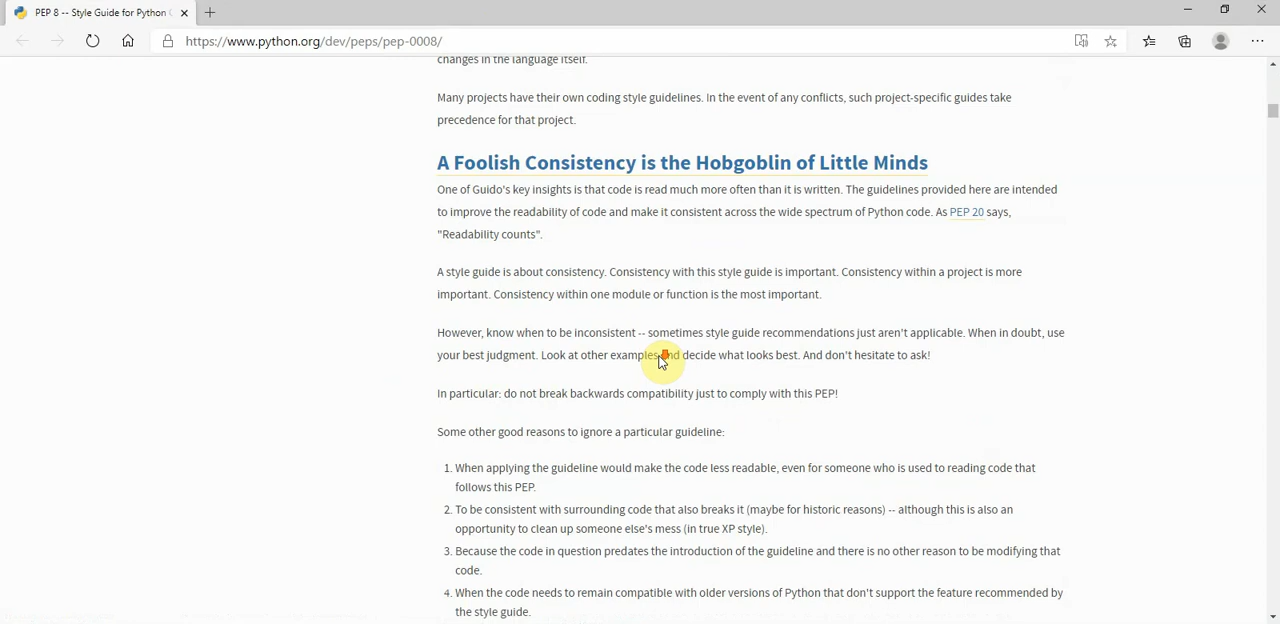 PEP 8 -- Style Guide for Python
https://www.python.org/dev/peps/pep-0008/
changes in the language itself.
Many projects have their own coding style guidelines. In the event of any conflicts, such project-specific guides take
precedence for that project.
A Foolish Consistency is the Hobgoblin of Little Minds
One of Guido's key insights is that code is read much more often than it is written. The guidelines provided here are intended
to improve the readability of code and make it consistent across the wide spectrum of Python code. As PEP 20 says,
"Readability counts".
A style guide is about consistency. Consistency with this style guide is important. Consistency within a project is more
important. Consistency within one module or function is the most important.
However, know when to be inconsistent -- sometimes style guide recommendations just aren't applicable. When in doubt, use
your best judgment. Look at other examples and decide what looks best. And don't hesitate to ask!
In particular: do not break backwards compatibility just to comply with this PEP!
Some other good reasons to ignore a particular guideline:
1. When applying the guideline would make the code less readable, even for someone who is used to reading code that
follows this PEP.
2. To be consistent with surrounding code that also breaks it (maybe for historic reasons) -- although this is also an
opportunity to clean up someone else's mess (in true XP style).
3. Because the code in question predates the introduction of the guideline and there is no other reason to be modifying that
code.
4. When the code needs to remain compatible with older versions of Python that don't support the feature recommended by
the style guide.